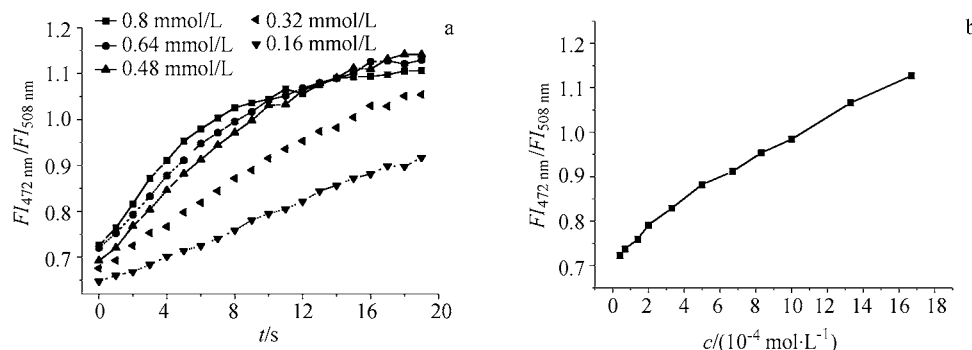 0.8 mmol/L 0.32 mmol/L
0.64 mmol/L 0.16 mmol/L
0.48 mmol/L
a
1.2
1.1
1.0
0.9
0.8
0.7
0.6
FI472 nm/FI508 nm
0 4 8 12 16 20
t/s
b
1.2
1.1
1.0
0.9
0.8
0.7
FI472 nm/FI508 nm
0 2 4 6 8 10 12 14 16 18
c/(10-4 mol·L-1)